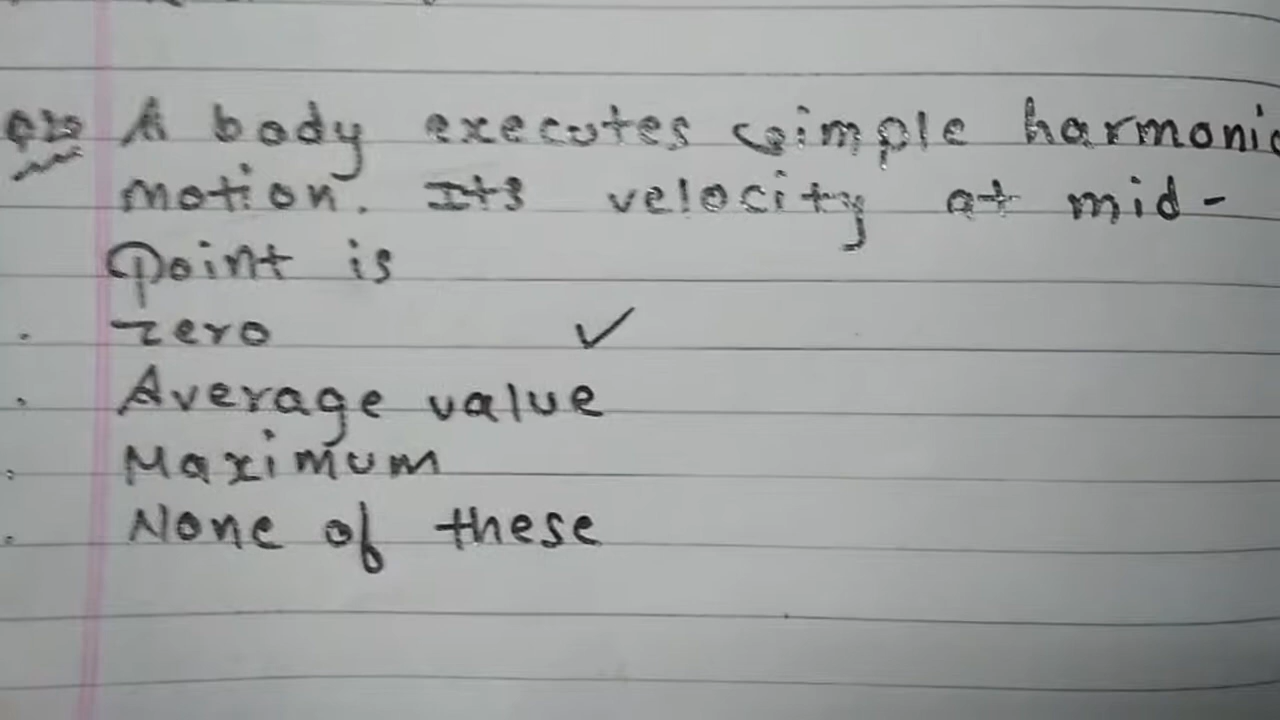 A body executes simple harmonic
motion. Its velocity at mid-
point is
. zero ✓
. Average value
. Maximum
. None of these